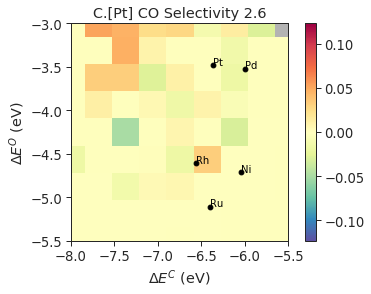 C.[Pt] CO Selectivity 2.6
−3.0
−3.5
−4.0
−4.5
−5.0
−5.5
ΔE^O (eV)
−8.0 −7.5 −7.0 −6.5 −6.0 −5.5
ΔE^C (eV)
Pt
Pd
Rh
Ni
Ru
0.10
0.05
0.00
−0.05
−0.10